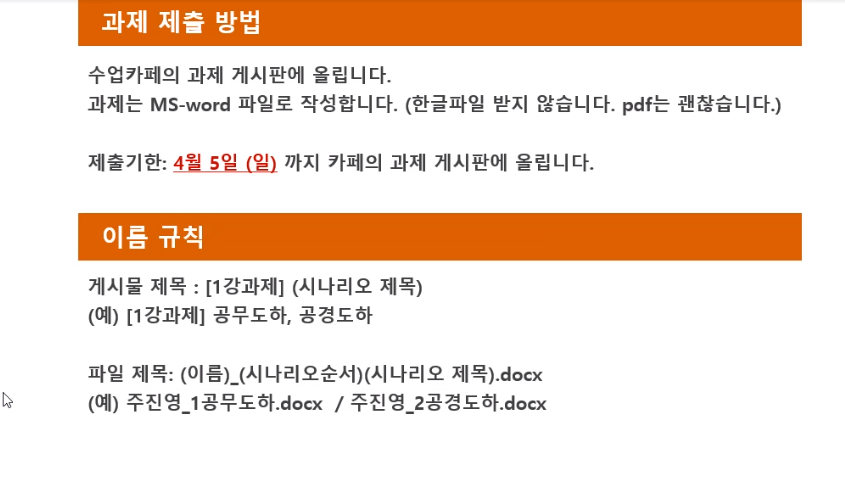 과제 제출 방법
수업카페의 과제 게시판에 올립니다.
과제는 MS-word 파일로 작성합니다. (한글파일 받지 않습니다. pdf는 괜찮습니다.)
제출기한: 4월 5일 (일) 까지 카페의 과제 게시판에 올립니다.
이름 규칙
게시물 제목 : [1강과제] (시나리오 제목)
(예) [1강과제] 공무도하, 공경도하
파일 제목: (이름)_(시나리오순서)(시나리오 제목).docx
(예) 주진영_1공무도하.docx / 주진영_2공경도하.docx